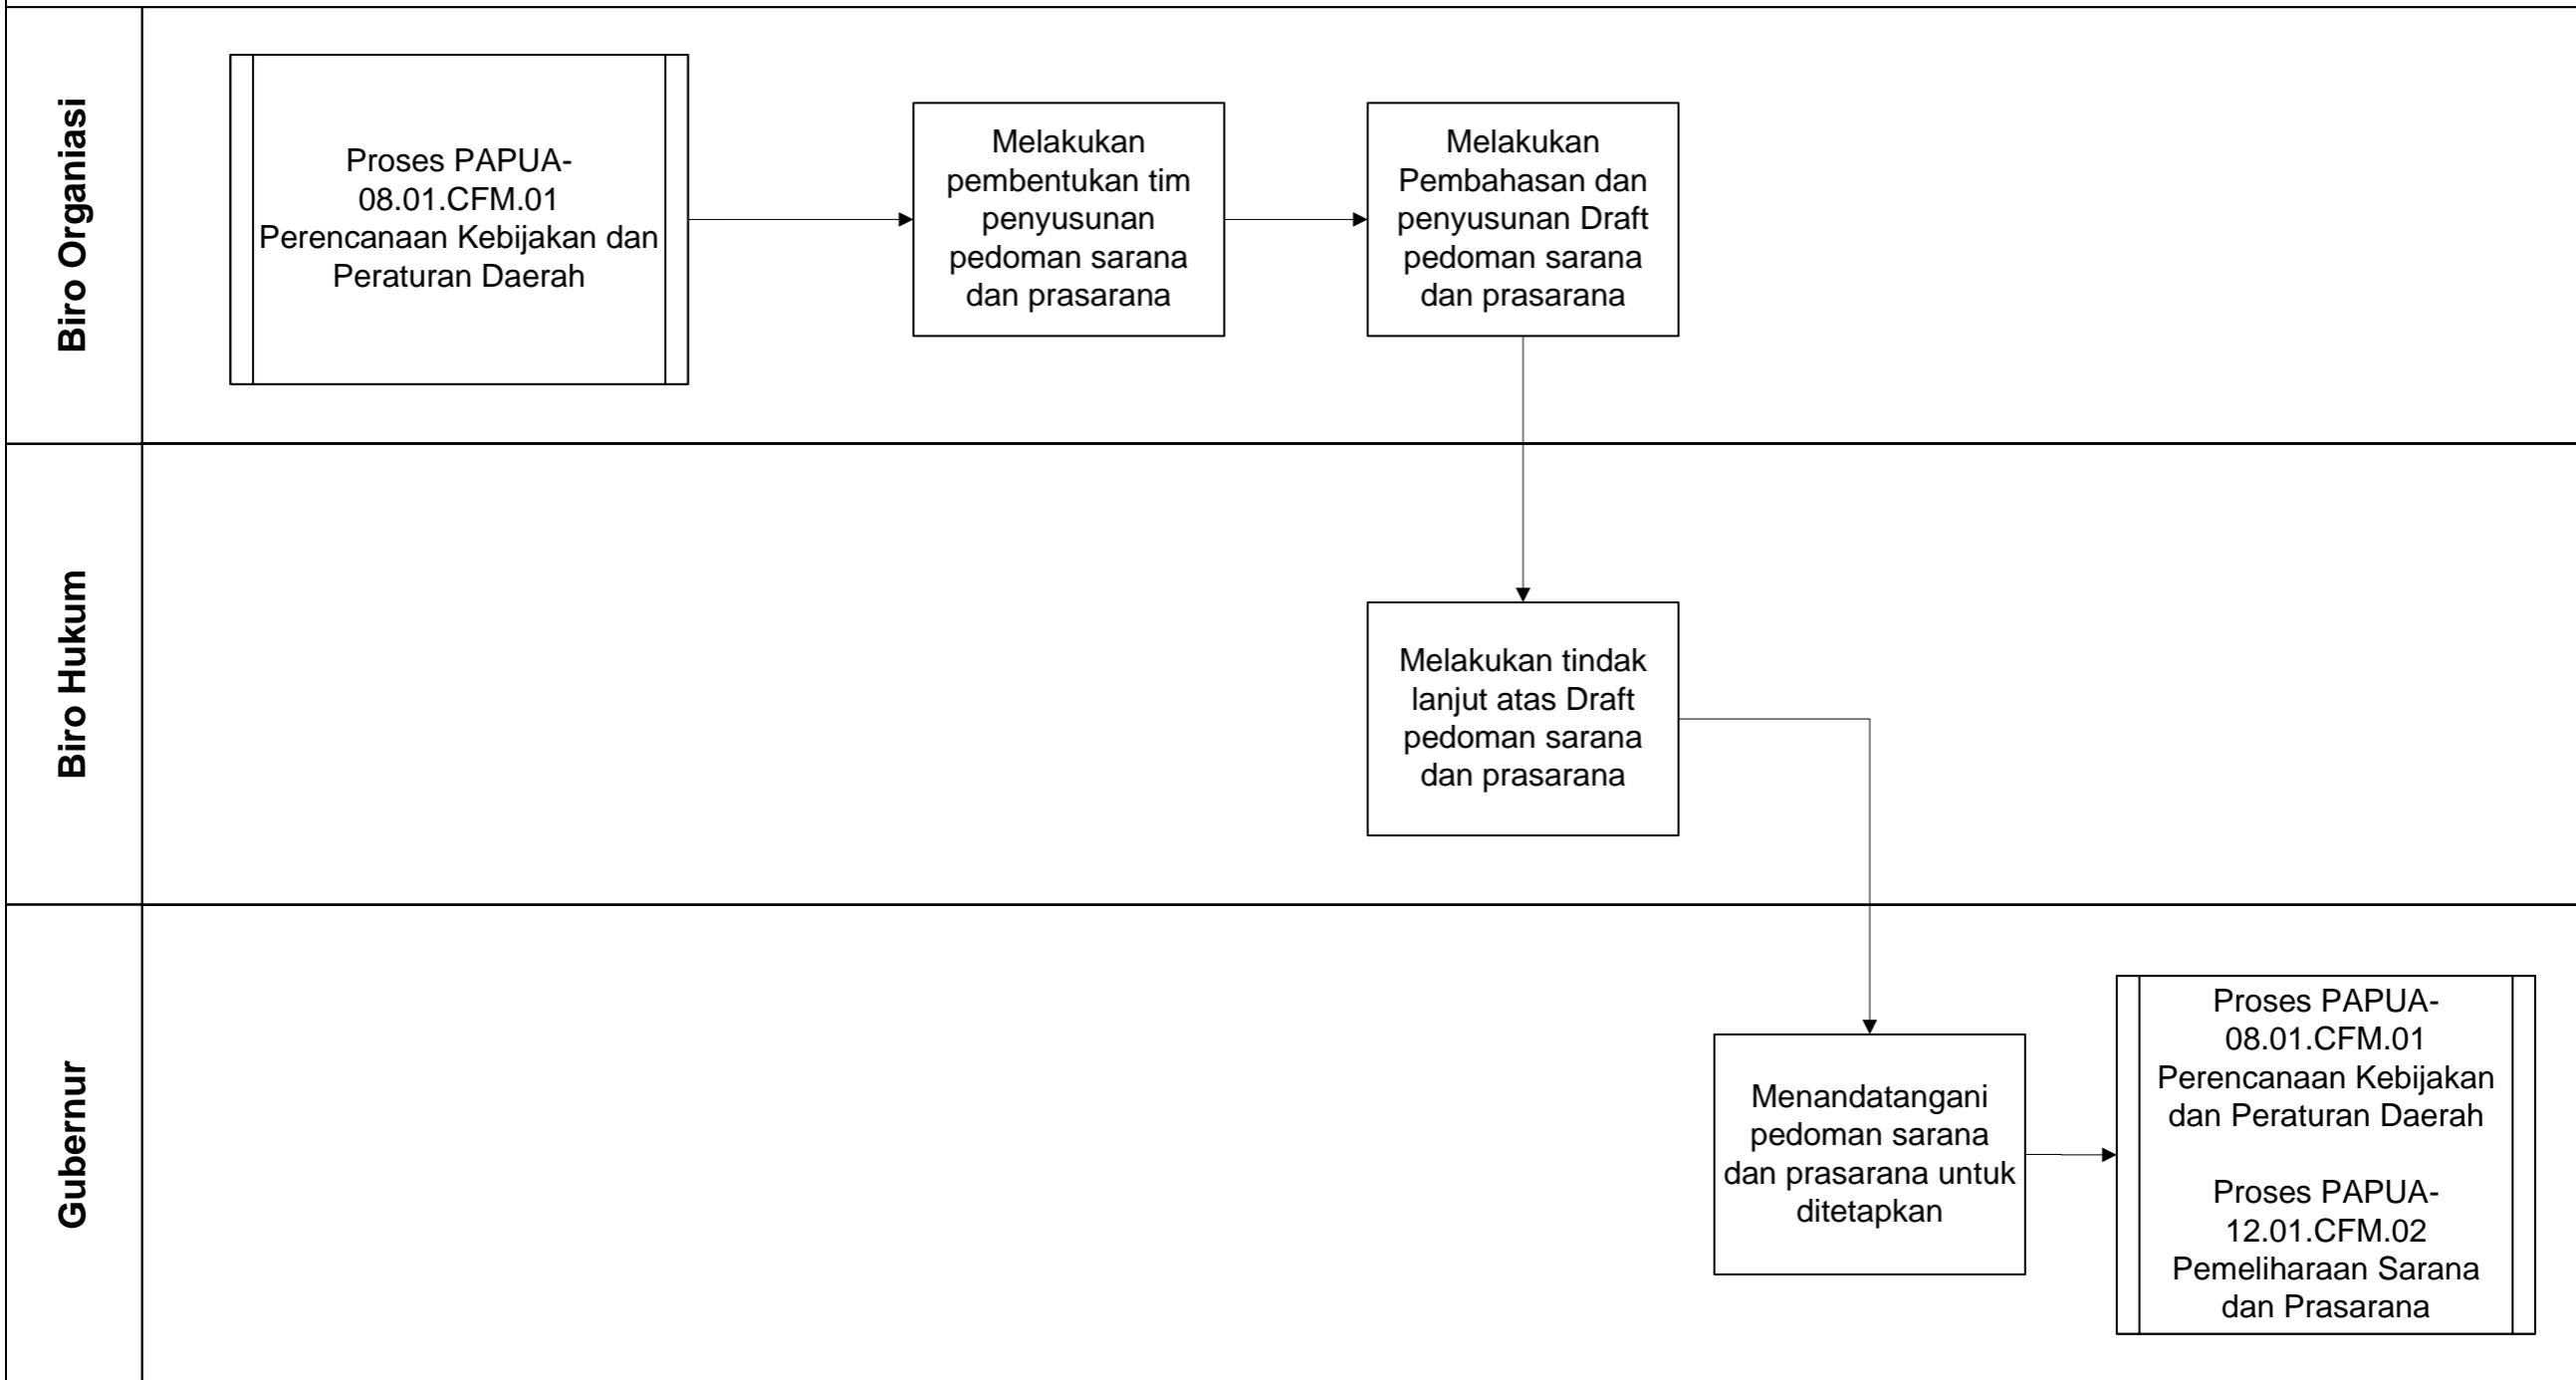 Biro Organiasi
Proses PAPUA-
08.01.CFM.01
Perencanaan Kebijakan dan
Peraturan Daerah
Melakukan
pembentukan tim
penyusunan
pedoman sarana
dan prasarana
Melakukan
Pembahasan dan
penyusunan Draft
pedoman sarana
dan prasarana
Biro Hukum
Melakukan tindak
lanjut atas Draft
pedoman sarana
dan prasarana
Gubernur
Menandatangani
pedoman sarana
dan prasarana untuk
ditetapkan
Proses PAPUA-
08.01.CFM.01
Perencanaan Kebijakan
dan Peraturan Daerah
Proses PAPUA-
12.01.CFM.02
Pemeliharaan Sarana
dan Prasarana